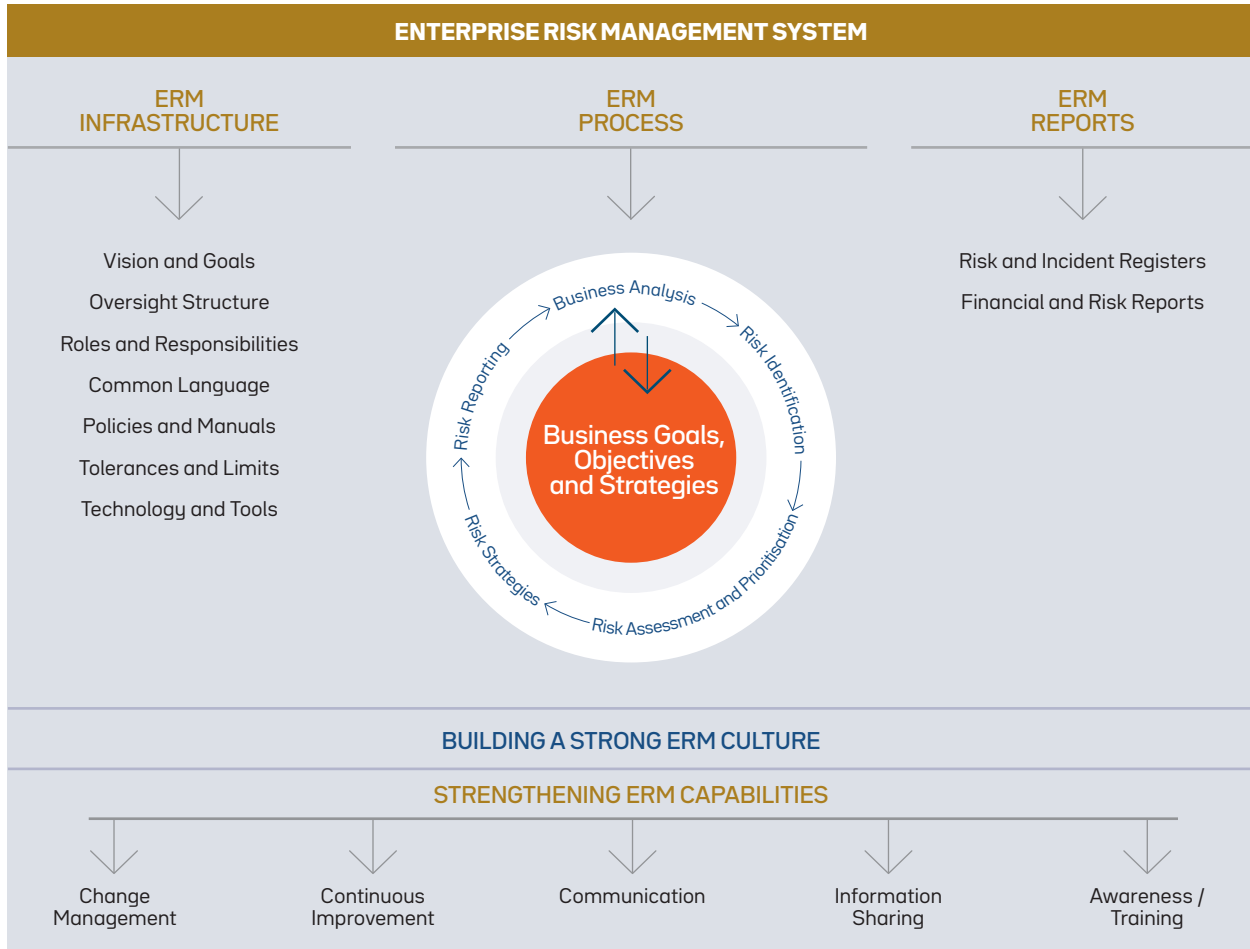 ENTERPRISE RISK MANAGEMENT SYSTEM
ERM
INFRASTRUCTURE
Vision and Goals
Oversight Structure
Roles and Responsibilities
Common Language
Policies and Manuals
Tolerances and Limits
Technology and Tools
ERM
PROCESS
Business Analysis
Risk Identification
Risk Assessment and Prioritisation
Risk Strategies
Risk Reporting
Business Goals,
Objectives
and Strategies
ERM
REPORTS
Risk and Incident Registers
Financial and Risk Reports
BUILDING A STRONG ERM CULTURE
STRENGTHENING ERM CAPABILITIES
Change
Management
Continuous
Improvement
Communication
Information
Sharing
Awareness /
Training